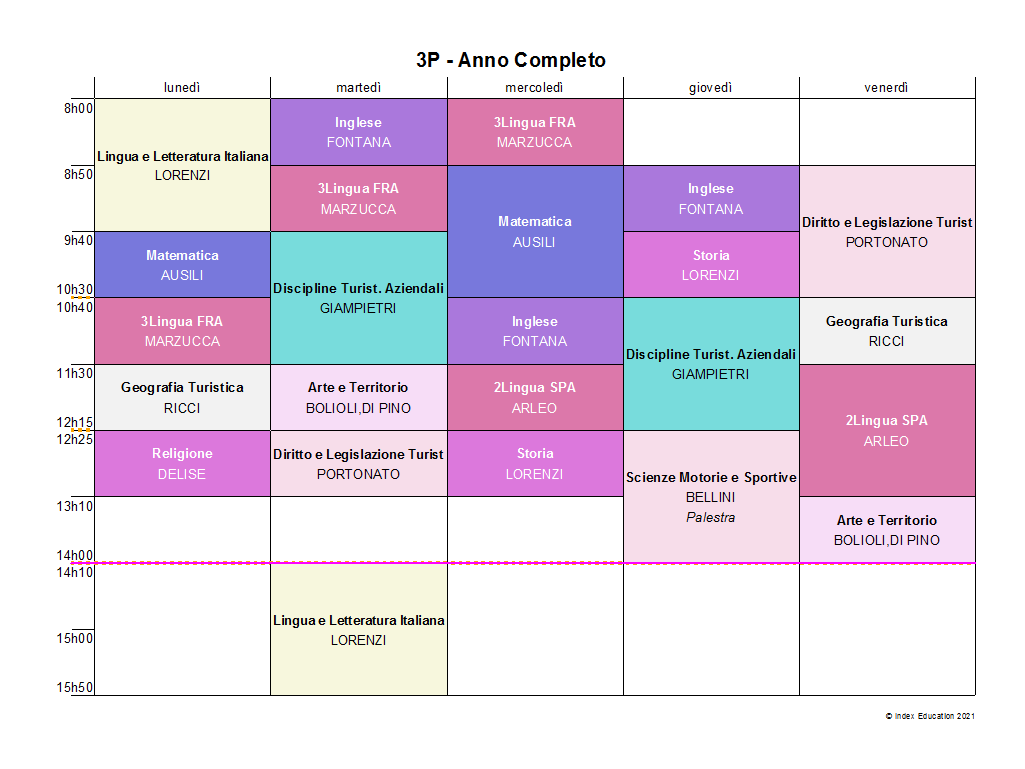 3P - Anno Completo
lunedì martedì mercoledì giovedì venerdì
8h00
Inglese
FONTANA
3Lingua FRA
MARZUCCA
Lingua e Letteratura Italiana
LORENZI
8h50
3Lingua FRA
MARZUCCA
Matematica
AUSILI
Inglese
FONTANA
Diritto e Legislazione Turist
PORTONATO
9h40
Matematica
AUSILI
Discipline Turist. Aziendali
GIAMPIETRI
Storia
LORENZI
10h30
10h40
3Lingua FRA
MARZUCCA
Inglese
FONTANA
Discipline Turist. Aziendali
GIAMPIETRI
Geografia Turistica
RICCI
11h30
Geografia Turistica
RICCI
Arte e Territorio
BOLIOLI,DI PINO
2Lingua SPA
ARLEO
2Lingua SPA
ARLEO
12h15
12h25
Religione
DELISE
Diritto e Legislazione Turist
PORTONATO
Storia
LORENZI
Scienze Motorie e Sportive
BELLINI
Palestra
13h10
Arte e Territorio
BOLIOLI,DI PINO
14h00
14h10
Lingua e Letteratura Italiana
LORENZI
15h00
15h50
© Index Education 2021